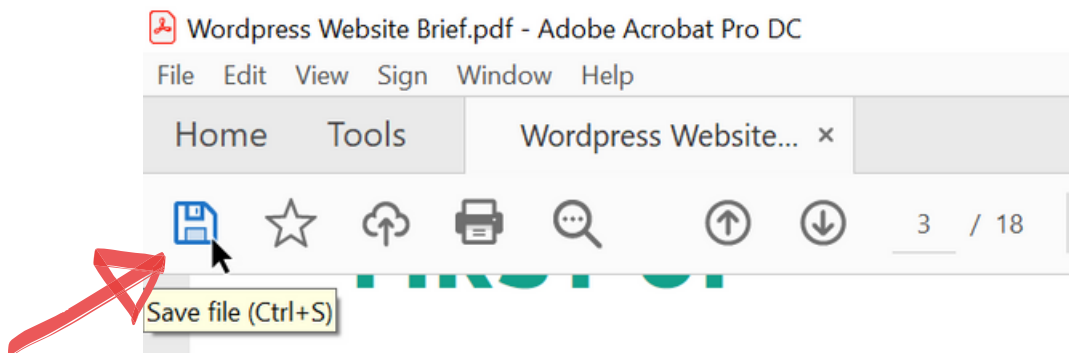 Wordpress Website Brief.pdf - Adobe Acrobat Pro DC
File Edit View Sign Window Help
Home Tools Wordpress Website... ×
3 / 18
Save file (Ctrl+S)